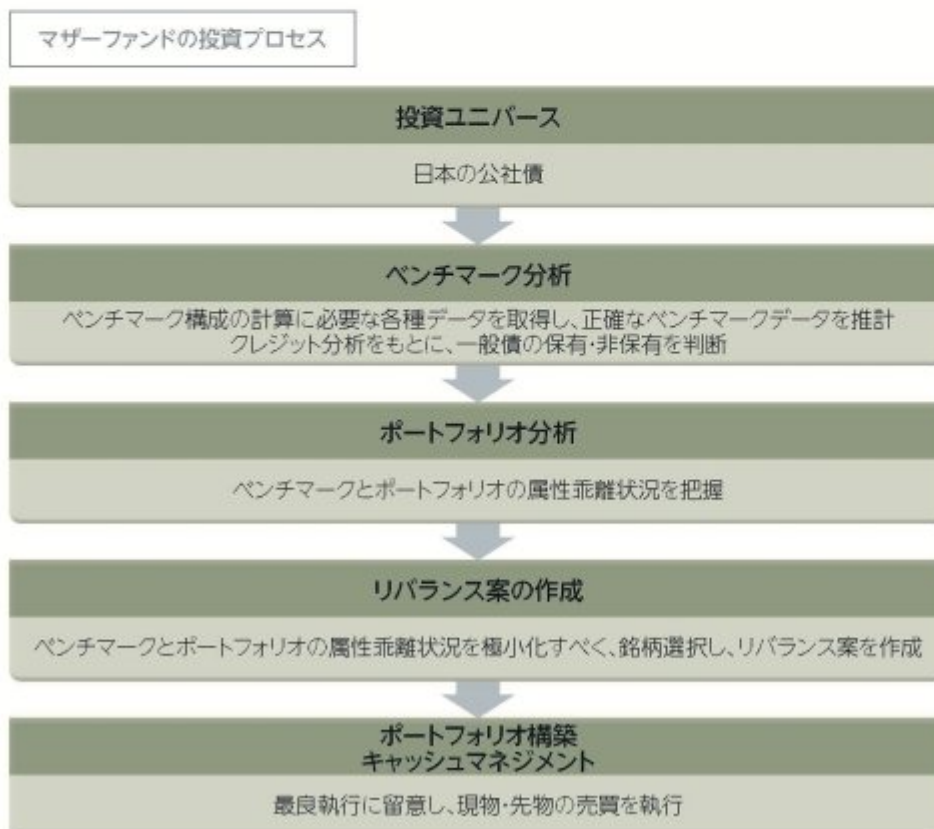 マザーファンドの投資プロセス
投資ユニバース
日本の公社債
ベンチマーク分析
ベンチマーク構成の計算に必要な各種データを取得し、正確なベンチマークデータを推計
クレジット分析をもとに、一般債の保有・非保有を判断
ポートフォリオ分析
ベンチマークとポートフォリオの属性乖離状況を把握
リバランス案の作成
ベンチマークとポートフォリオの属性乖離状況を極小化すべく、銘柄選択し、リバランス案を作成
ポートフォリオ構築
キャッシュマネジメント
最良執行に留意し、現物・先物の売買を執行